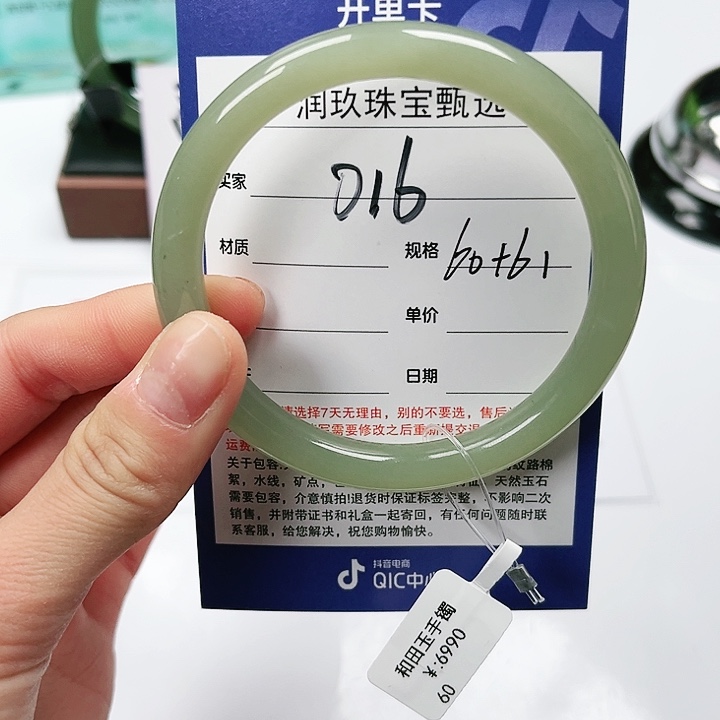 开单卡
润玖珠宝甄选
买家 016
材质 规格 60+61
单价
日期
请选择7天无理由，别的不要选，售后
需要修改之后重新提交退
运费
关于包容
絮，水线，矿点，
天然玉石
需要包容，介意慎拍!退货时保证标签完整，不影响二次
销售，并附带证书和礼盒一起寄回，有任何问题随时联
系客服，给您解决，祝您购物愉快。
抖音电商
QIC中心
和田玉手镯
¥:6990
60